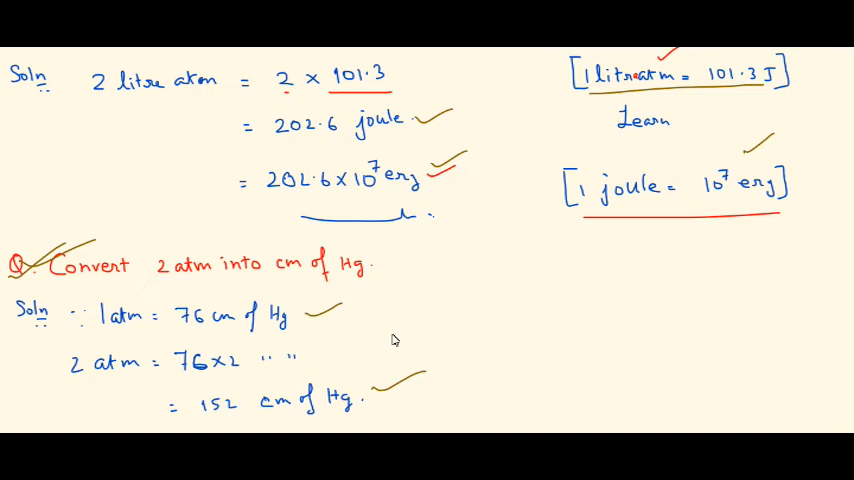 Soln 2 litre atm = 2 × 101.3 [1 litre atm = 101.3 J]
= 202.6 joule. Learn
= 202.6 × 10⁷ erg [1 joule = 10⁷ erg]
Q. Convert 2 atm into cm of Hg.
Soln ∵ 1 atm = 76 cm of Hg
2 atm = 76×2 " "
= 152 cm of Hg.